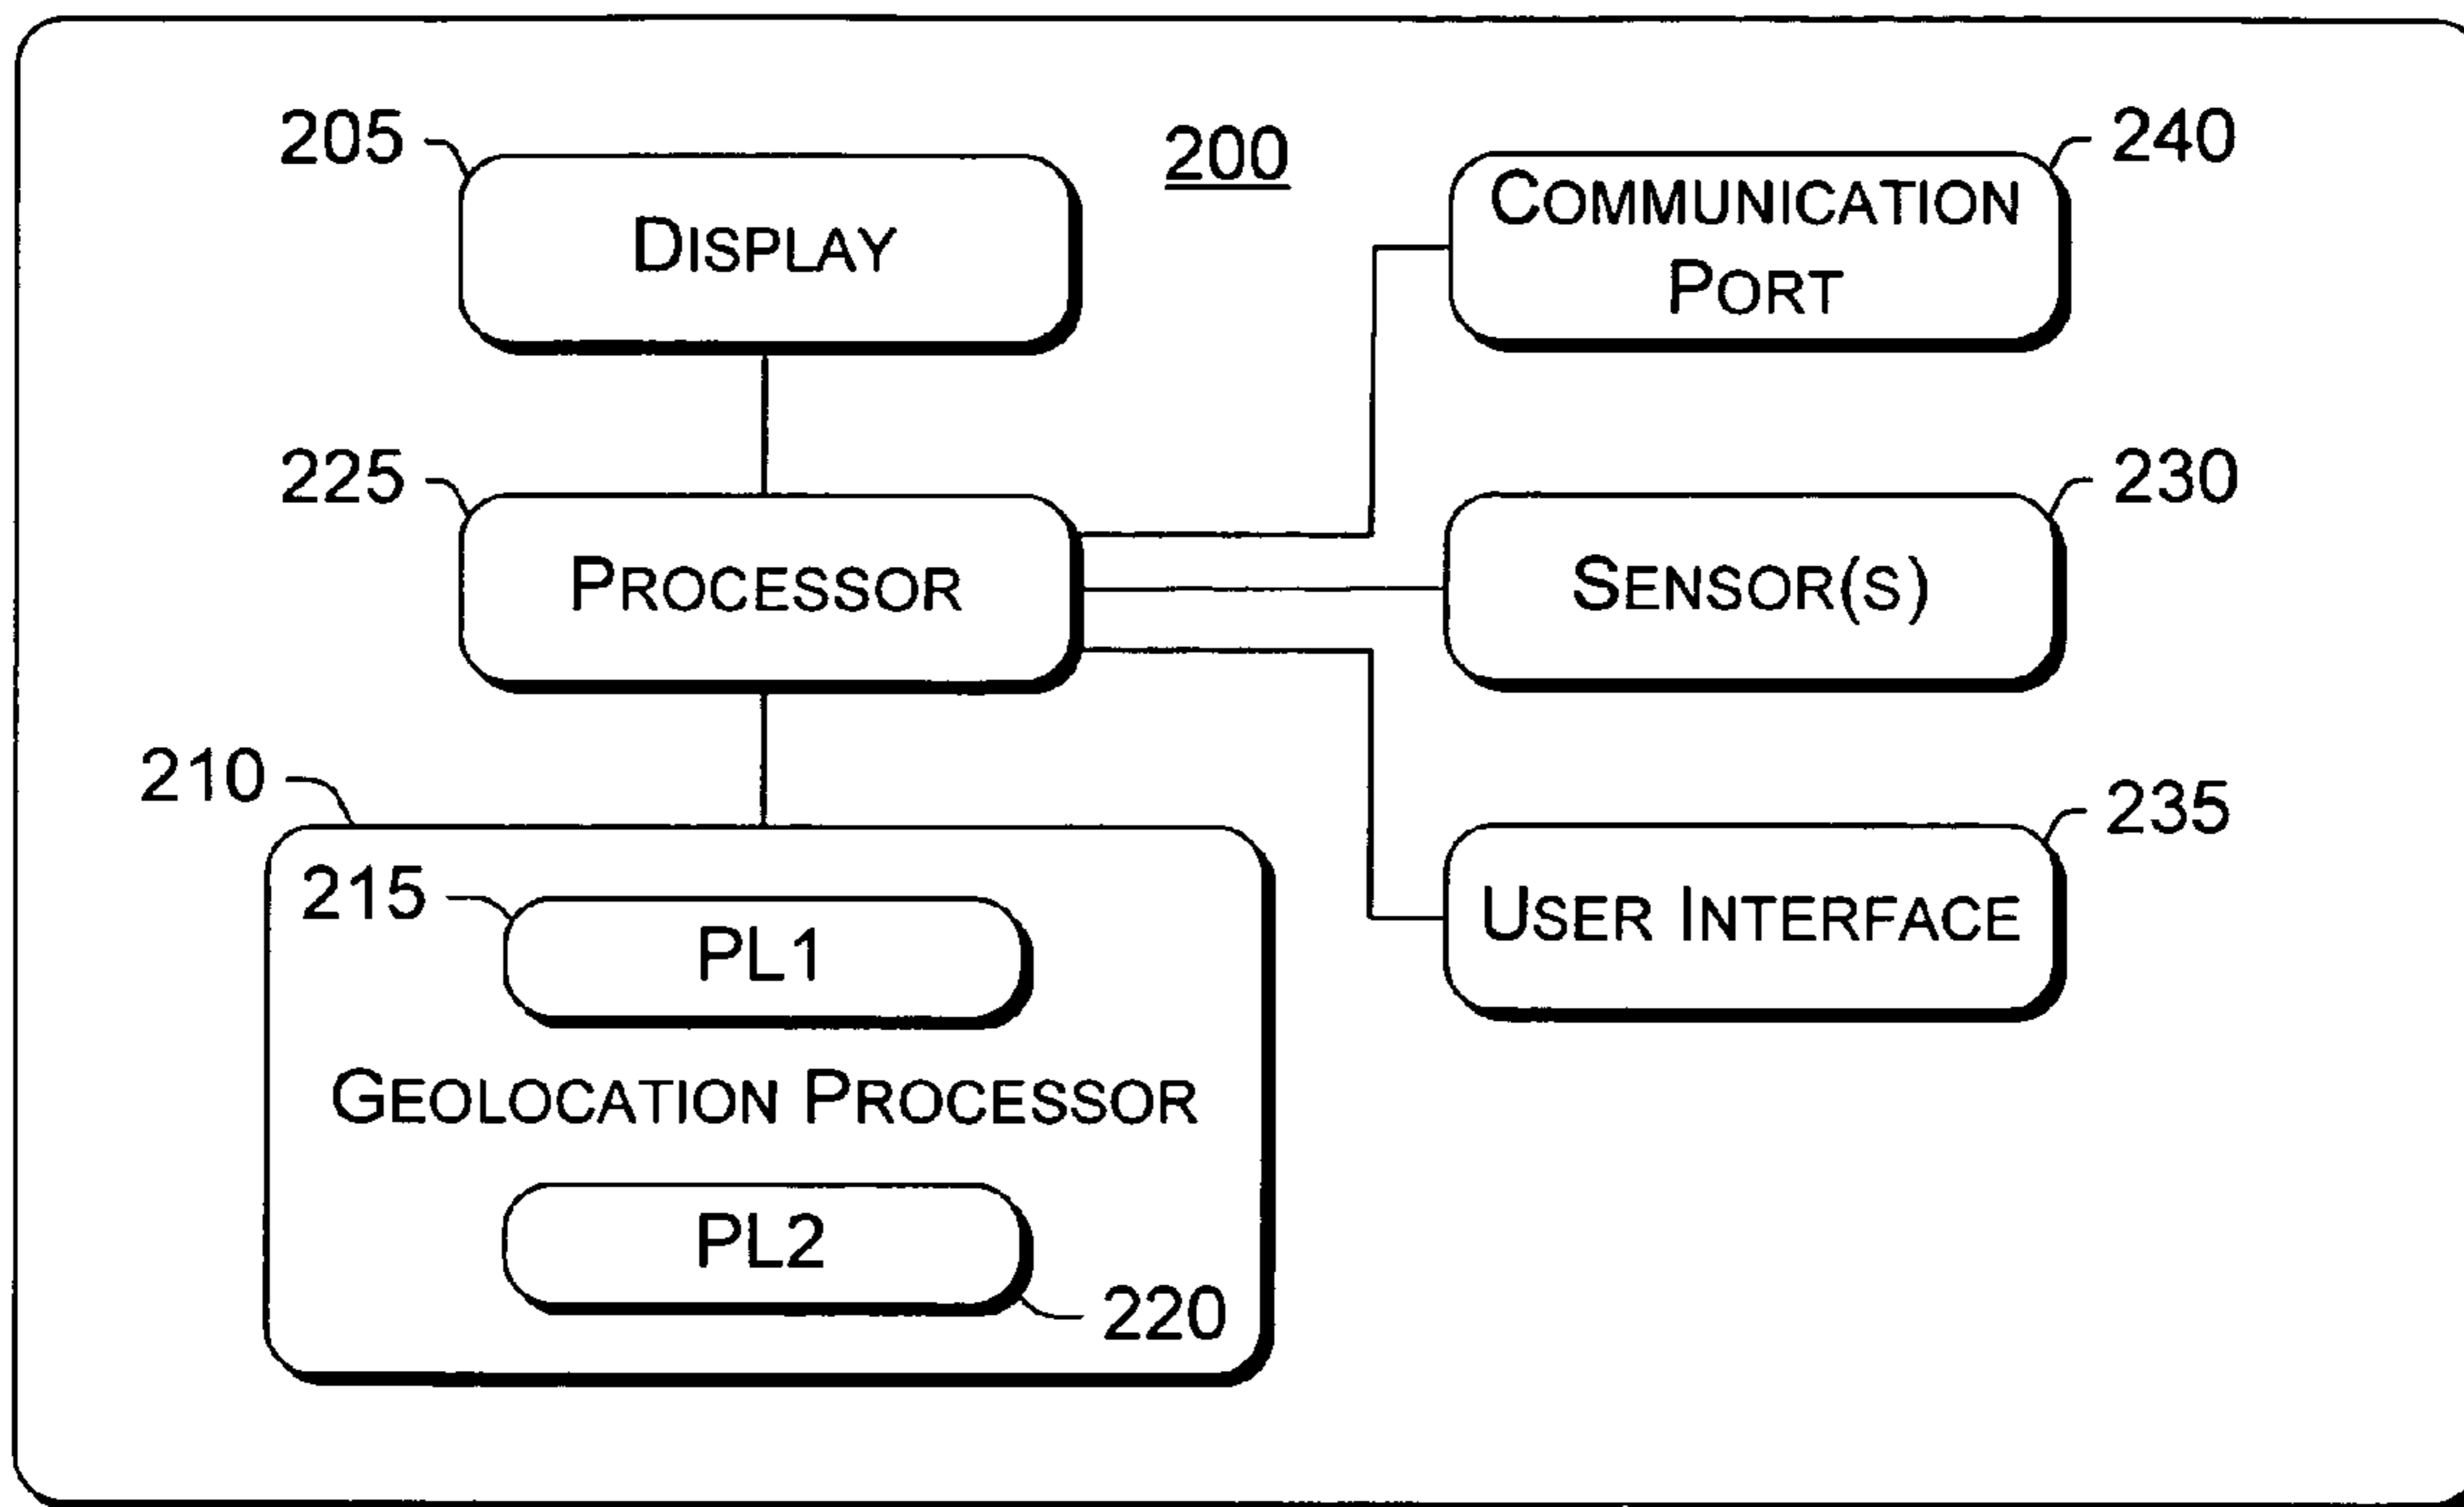 205
DISPLAY
200
240
COMMUNICATION
PORT
225
PROCESSOR
230
SENSOR(S)
210
235
USER INTERFACE
215
PL1
GEOLOCATION PROCESSOR
PL2
220